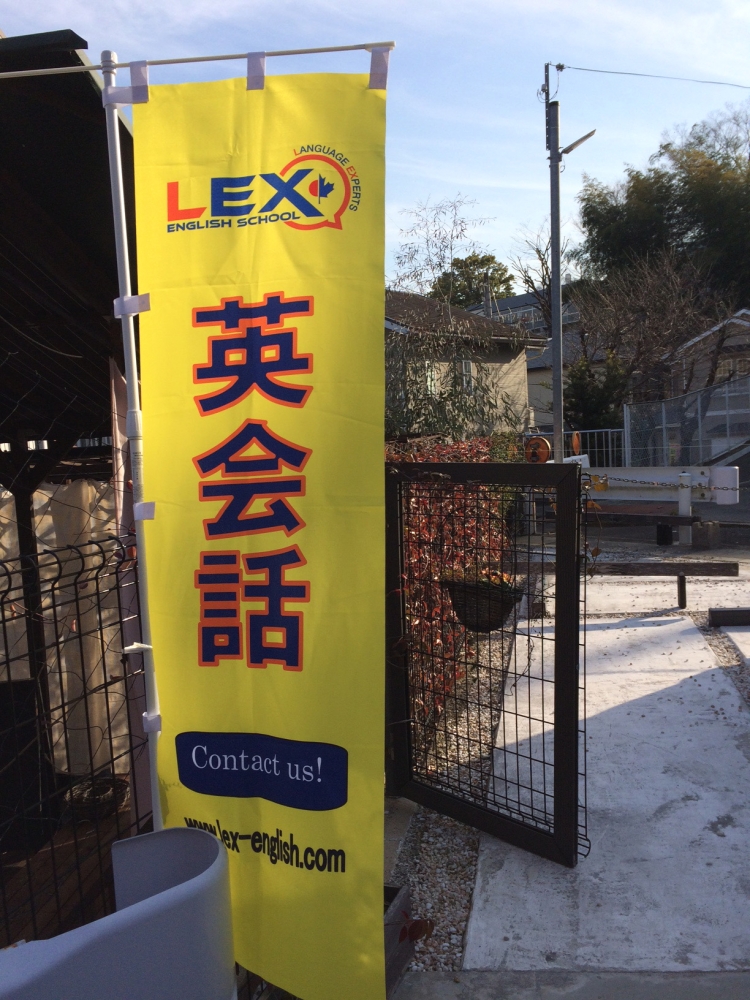 LEX
ENGLISH SCHOOL
LANGUAGE EXPERTS
英会話
Contact us!
www.lex-english.com